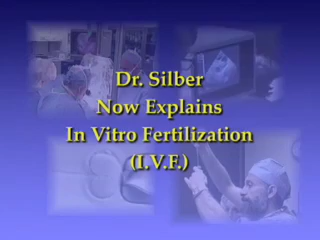 Dr. Silber
Now Explains
In Vitro Fertilization
(I.V.F.)